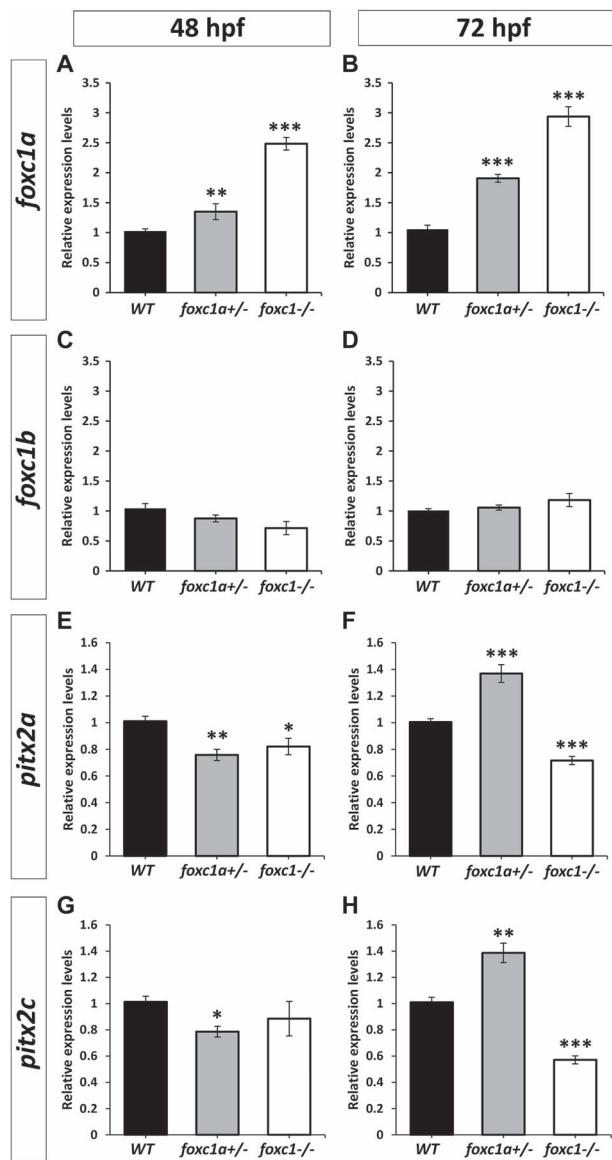 48 hpf
72 hpf
foxc1a
A
Relative expression levels
3.5
3
2.5
2
1.5
1
0.5
0
**
***
WT
foxc1a+/-
foxc1-/-
B
Relative expression levels
3.5
3
2.5
2
1.5
1
0.5
0
***
***
WT
foxc1a+/-
foxc1-/-
foxc1b
C
Relative expression levels
3.5
3
2.5
2
1.5
1
0.5
0
WT
foxc1a+/-
foxc1-/-
D
Relative expression levels
3.5
3
2.5
2
1.5
1
0.5
0
WT
foxc1a+/-
foxc1-/-
pitx2a
E
Relative expression levels
1.6
1.4
1.2
1
0.8
0.6
0.4
0.2
0
**
*
WT
foxc1a+/-
foxc1-/-
F
Relative expression levels
1.6
1.4
1.2
1
0.8
0.6
0.4
0.2
0
***
***
WT
foxc1a+/-
foxc1-/-
pitx2c
G
Relative expression levels
1.6
1.4
1.2
1
0.8
0.6
0.4
0.2
0
*
WT
foxc1a+/-
foxc1-/-
H
Relative expression levels
1.6
1.4
1.2
1
0.8
0.6
0.4
0.2
0
**
***
WT
foxc1a+/-
foxc1-/-